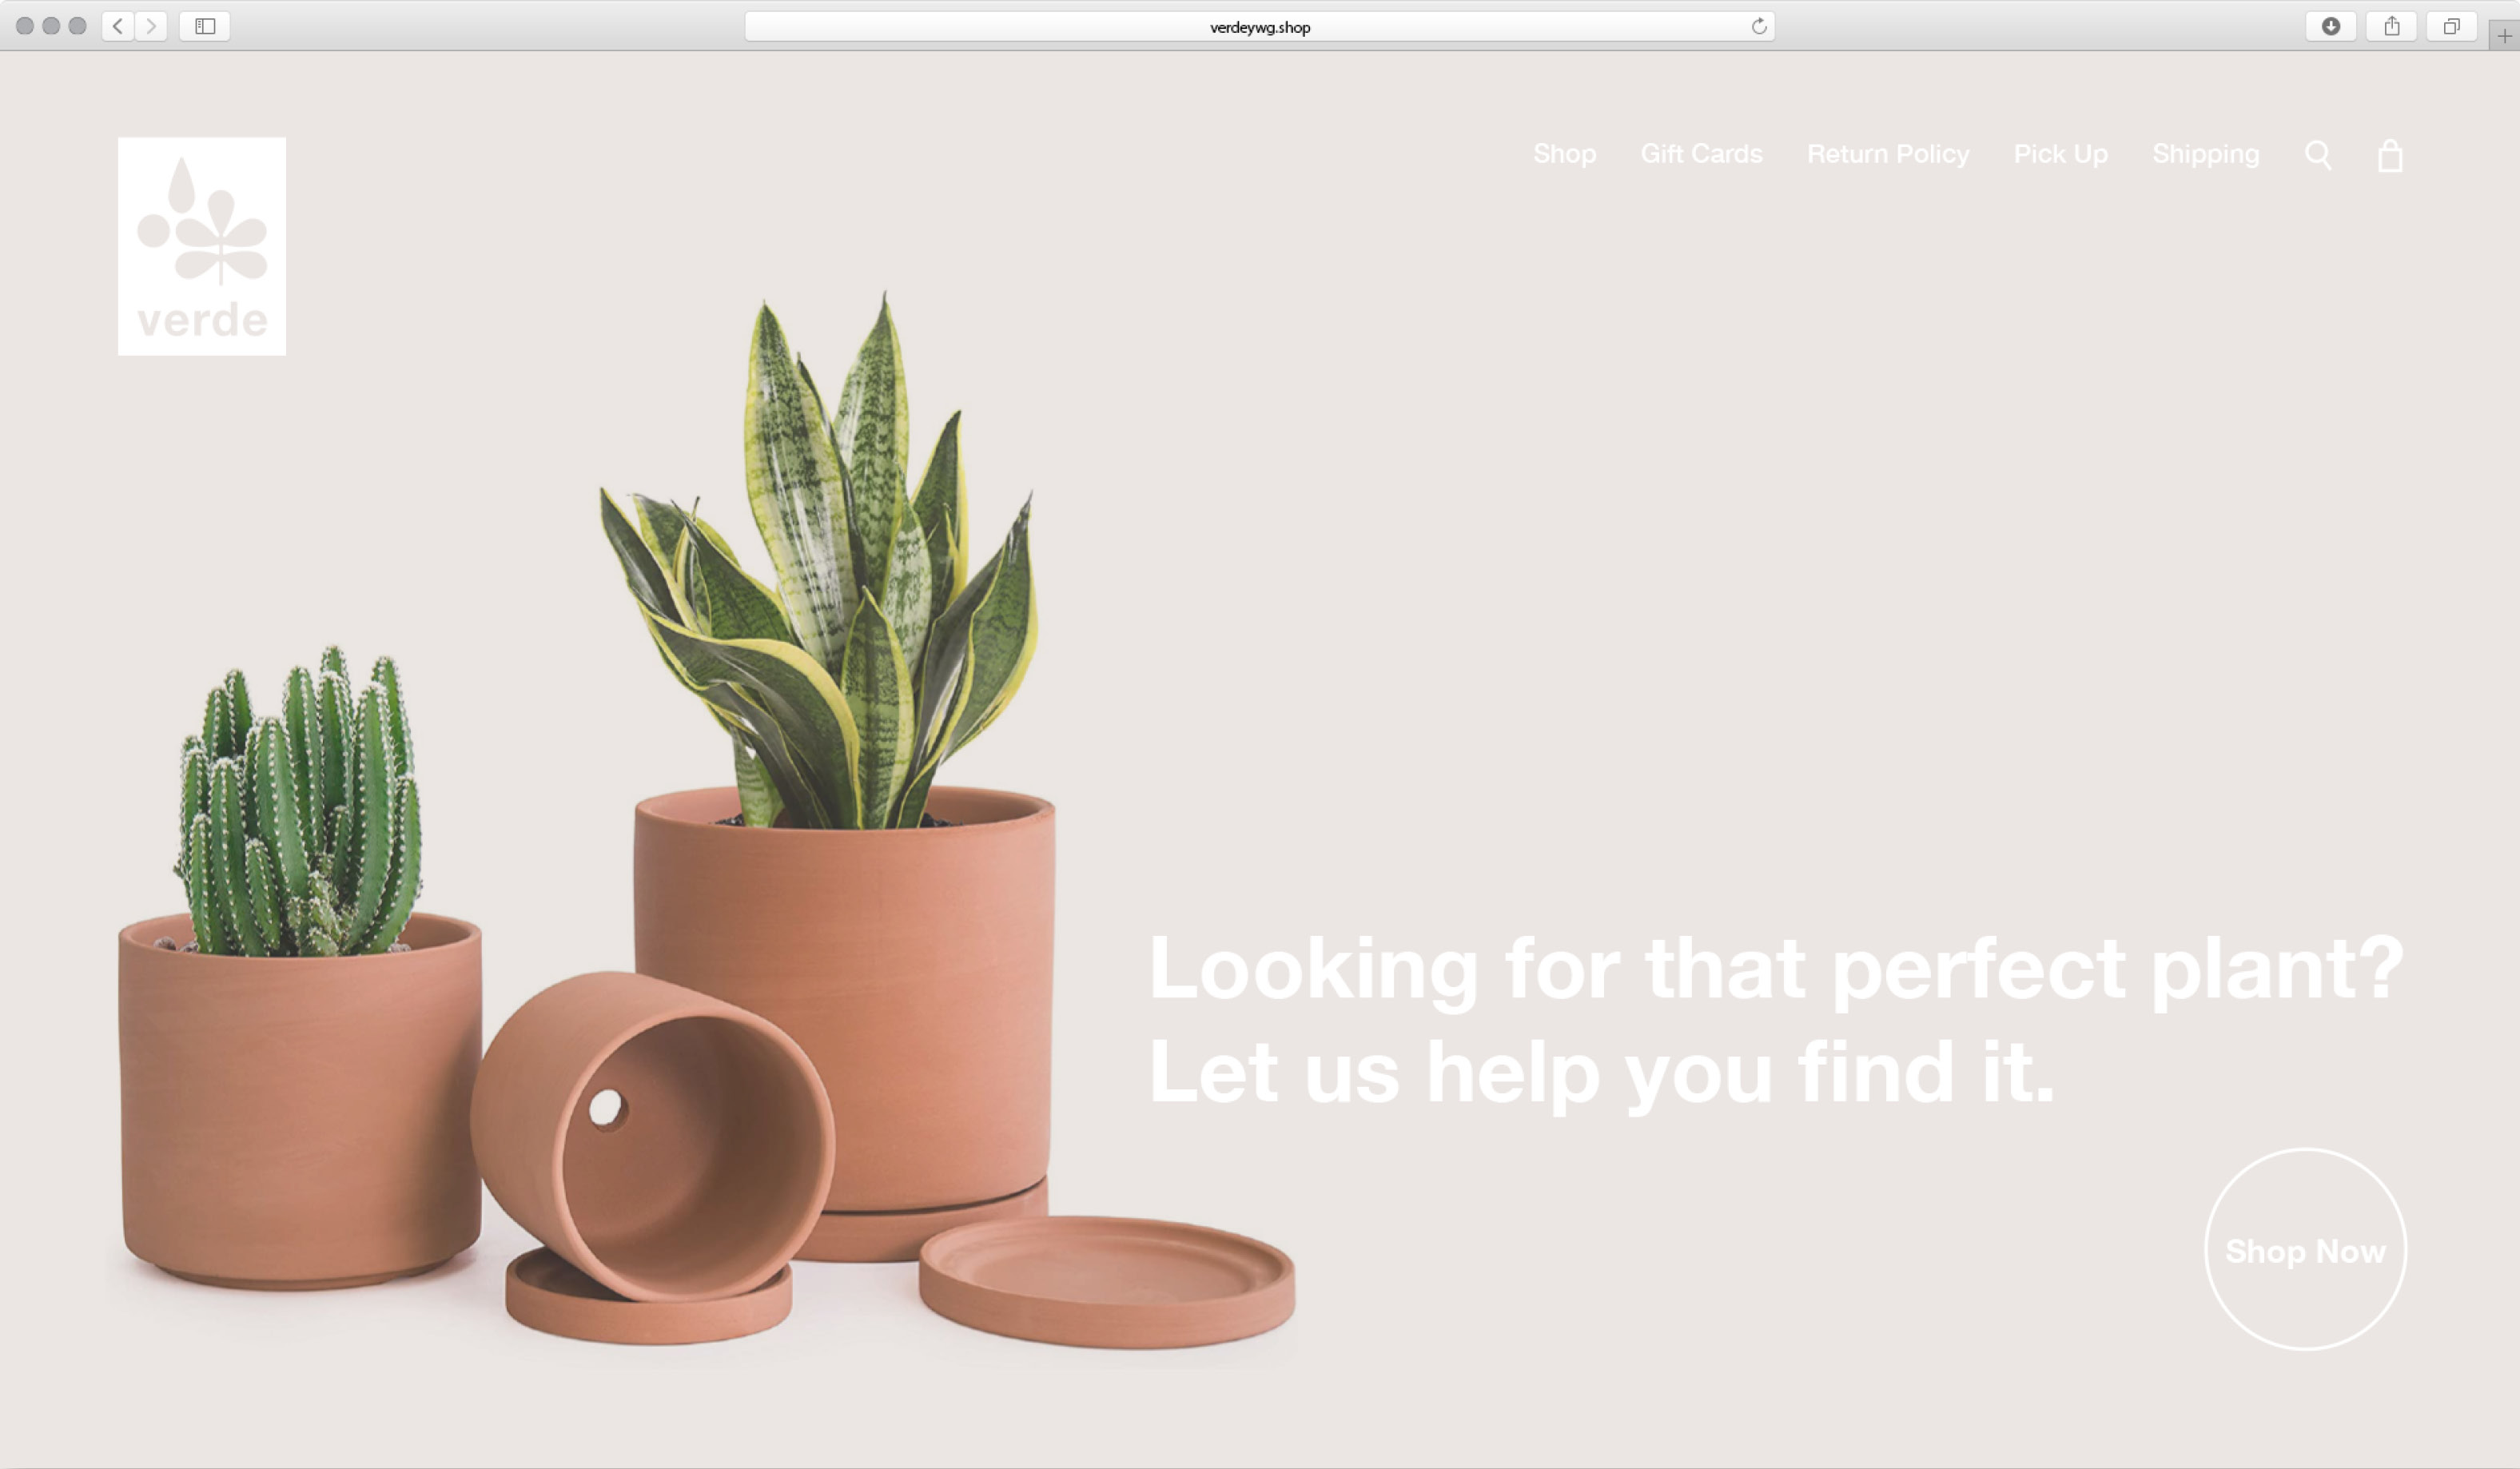 verdeywg.shop
verde
Shop Gift Cards Return Policy Pick Up Shipping
Looking for that perfect plant?
Let us help you find it.
Shop Now